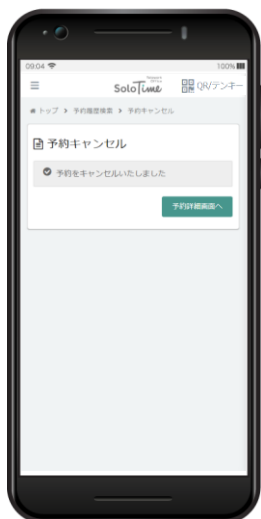 09:04 100%
SoloTime QR/テンキー
トップ > 予約履歴検索 > 予約キャンセル
予約キャンセル
予約をキャンセルいたしました
予約詳細画面へ